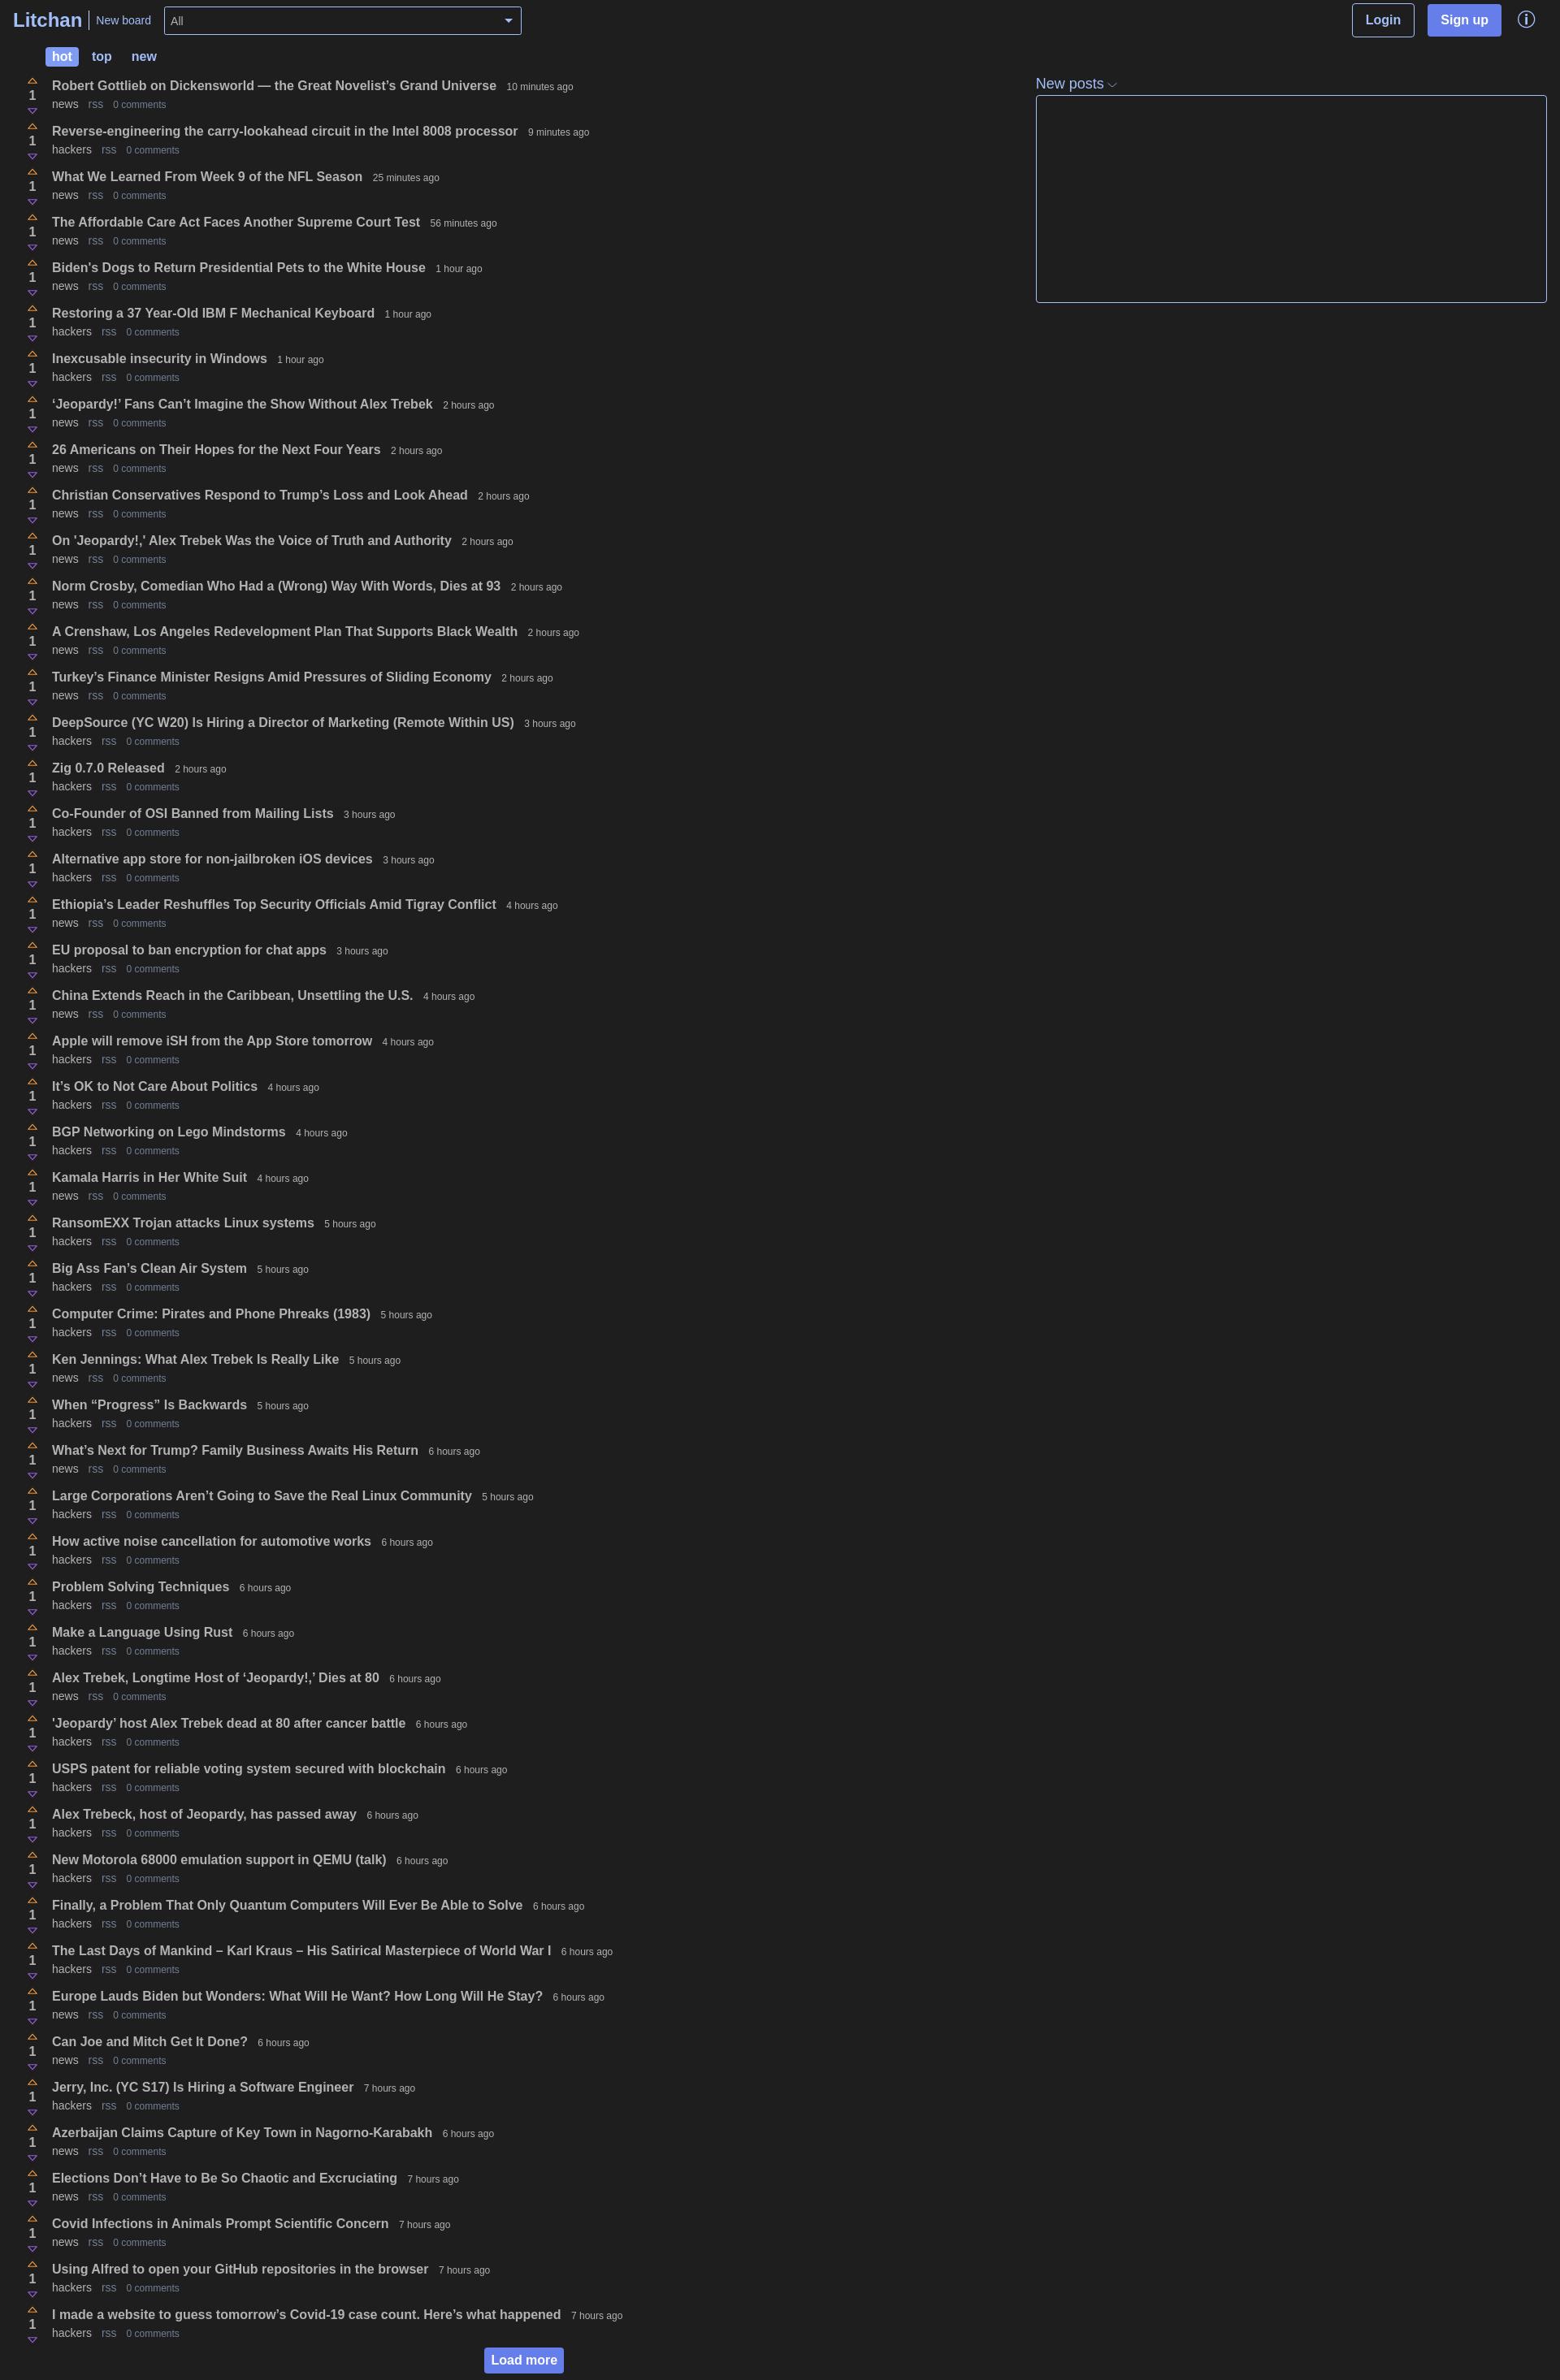 Litchan New board All Login Sign up
hot top new
New posts
Robert Gottlieb on Dickensworld — the Great Novelist’s Grand Universe 10 minutes ago
1
news rss 0 comments
Reverse-engineering the carry-lookahead circuit in the Intel 8008 processor 9 minutes ago
1
hackers rss 0 comments
What We Learned From Week 9 of the NFL Season 25 minutes ago
1
news rss 0 comments
The Affordable Care Act Faces Another Supreme Court Test 56 minutes ago
1
news rss 0 comments
Biden's Dogs to Return Presidential Pets to the White House 1 hour ago
1
news rss 0 comments
Restoring a 37 Year-Old IBM F Mechanical Keyboard 1 hour ago
1
hackers rss 0 comments
Inexcusable insecurity in Windows 1 hour ago
1
hackers rss 0 comments
‘Jeopardy!’ Fans Can’t Imagine the Show Without Alex Trebek 2 hours ago
1
news rss 0 comments
26 Americans on Their Hopes for the Next Four Years 2 hours ago
1
news rss 0 comments
Christian Conservatives Respond to Trump’s Loss and Look Ahead 2 hours ago
1
news rss 0 comments
On 'Jeopardy!,' Alex Trebek Was the Voice of Truth and Authority 2 hours ago
1
news rss 0 comments
Norm Crosby, Comedian Who Had a (Wrong) Way With Words, Dies at 93 2 hours ago
1
news rss 0 comments
A Crenshaw, Los Angeles Redevelopment Plan That Supports Black Wealth 2 hours ago
1
news rss 0 comments
Turkey’s Finance Minister Resigns Amid Pressures of Sliding Economy 2 hours ago
1
news rss 0 comments
DeepSource (YC W20) Is Hiring a Director of Marketing (Remote Within US) 3 hours ago
1
hackers rss 0 comments
Zig 0.7.0 Released 2 hours ago
1
hackers rss 0 comments
Co-Founder of OSI Banned from Mailing Lists 3 hours ago
1
hackers rss 0 comments
Alternative app store for non-jailbroken iOS devices 3 hours ago
1
hackers rss 0 comments
Ethiopia’s Leader Reshuffles Top Security Officials Amid Tigray Conflict 4 hours ago
1
news rss 0 comments
EU proposal to ban encryption for chat apps 3 hours ago
1
hackers rss 0 comments
China Extends Reach in the Caribbean, Unsettling the U.S. 4 hours ago
1
news rss 0 comments
Apple will remove iSH from the App Store tomorrow 4 hours ago
1
hackers rss 0 comments
It’s OK to Not Care About Politics 4 hours ago
1
hackers rss 0 comments
BGP Networking on Lego Mindstorms 4 hours ago
1
hackers rss 0 comments
Kamala Harris in Her White Suit 4 hours ago
1
news rss 0 comments
RansomEXX Trojan attacks Linux systems 5 hours ago
1
hackers rss 0 comments
Big Ass Fan’s Clean Air System 5 hours ago
1
hackers rss 0 comments
Computer Crime: Pirates and Phone Phreaks (1983) 5 hours ago
1
hackers rss 0 comments
Ken Jennings: What Alex Trebek Is Really Like 5 hours ago
1
news rss 0 comments
When “Progress” Is Backwards 5 hours ago
1
hackers rss 0 comments
What’s Next for Trump? Family Business Awaits His Return 6 hours ago
1
news rss 0 comments
Large Corporations Aren’t Going to Save the Real Linux Community 5 hours ago
1
hackers rss 0 comments
How active noise cancellation for automotive works 6 hours ago
1
hackers rss 0 comments
Problem Solving Techniques 6 hours ago
1
hackers rss 0 comments
Make a Language Using Rust 6 hours ago
1
hackers rss 0 comments
Alex Trebek, Longtime Host of ‘Jeopardy!,’ Dies at 80 6 hours ago
1
news rss 0 comments
'Jeopardy’ host Alex Trebek dead at 80 after cancer battle 6 hours ago
1
hackers rss 0 comments
USPS patent for reliable voting system secured with blockchain 6 hours ago
1
hackers rss 0 comments
Alex Trebeck, host of Jeopardy, has passed away 6 hours ago
1
hackers rss 0 comments
New Motorola 68000 emulation support in QEMU (talk) 6 hours ago
1
hackers rss 0 comments
Finally, a Problem That Only Quantum Computers Will Ever Be Able to Solve 6 hours ago
1
hackers rss 0 comments
The Last Days of Mankind – Karl Kraus – His Satirical Masterpiece of World War I 6 hours ago
1
hackers rss 0 comments
Europe Lauds Biden but Wonders: What Will He Want? How Long Will He Stay? 6 hours ago
1
news rss 0 comments
Can Joe and Mitch Get It Done? 6 hours ago
1
news rss 0 comments
Jerry, Inc. (YC S17) Is Hiring a Software Engineer 7 hours ago
1
hackers rss 0 comments
Azerbaijan Claims Capture of Key Town in Nagorno-Karabakh 6 hours ago
1
news rss 0 comments
Elections Don’t Have to Be So Chaotic and Excruciating 7 hours ago
1
news rss 0 comments
Covid Infections in Animals Prompt Scientific Concern 7 hours ago
1
news rss 0 comments
Using Alfred to open your GitHub repositories in the browser 7 hours ago
1
hackers rss 0 comments
I made a website to guess tomorrow’s Covid-19 case count. Here’s what happened 7 hours ago
1
hackers rss 0 comments
Load more